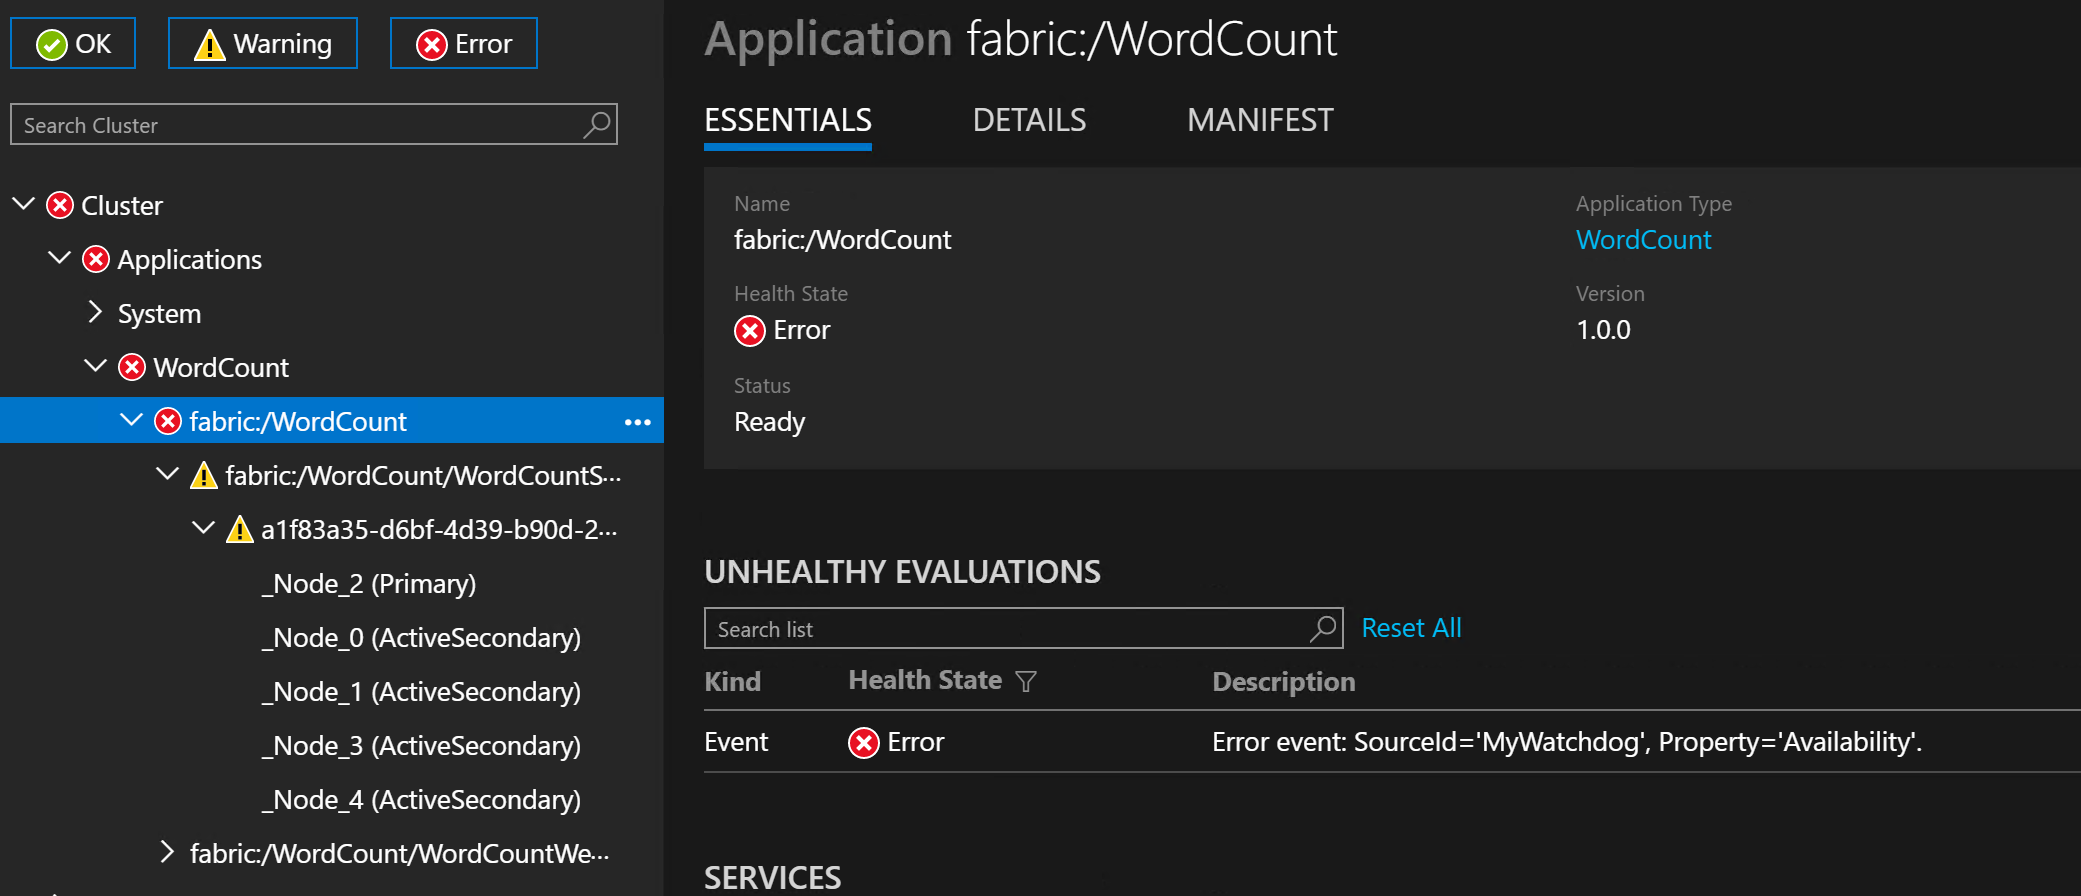 OK Warning Error
Search Cluster
Cluster
Applications
System
WordCount
fabric:/WordCount
fabric:/WordCount/WordCountS...
a1f83a35-d6bf-4d39-b90d-2...
_Node_2 (Primary)
_Node_0 (ActiveSecondary)
_Node_1 (ActiveSecondary)
_Node_3 (ActiveSecondary)
_Node_4 (ActiveSecondary)
fabric:/WordCount/WordCountWe...
Application fabric:/WordCount
ESSENTIALS DETAILS MANIFEST
Name Application Type
fabric:/WordCount WordCount
Health State Version
Error 1.0.0
Status
Ready
UNHEALTHY EVALUATIONS
Search list Reset All
Kind Health State Description
Event Error Error event: SourceId='MyWatchdog', Property='Availability'.
SERVICES